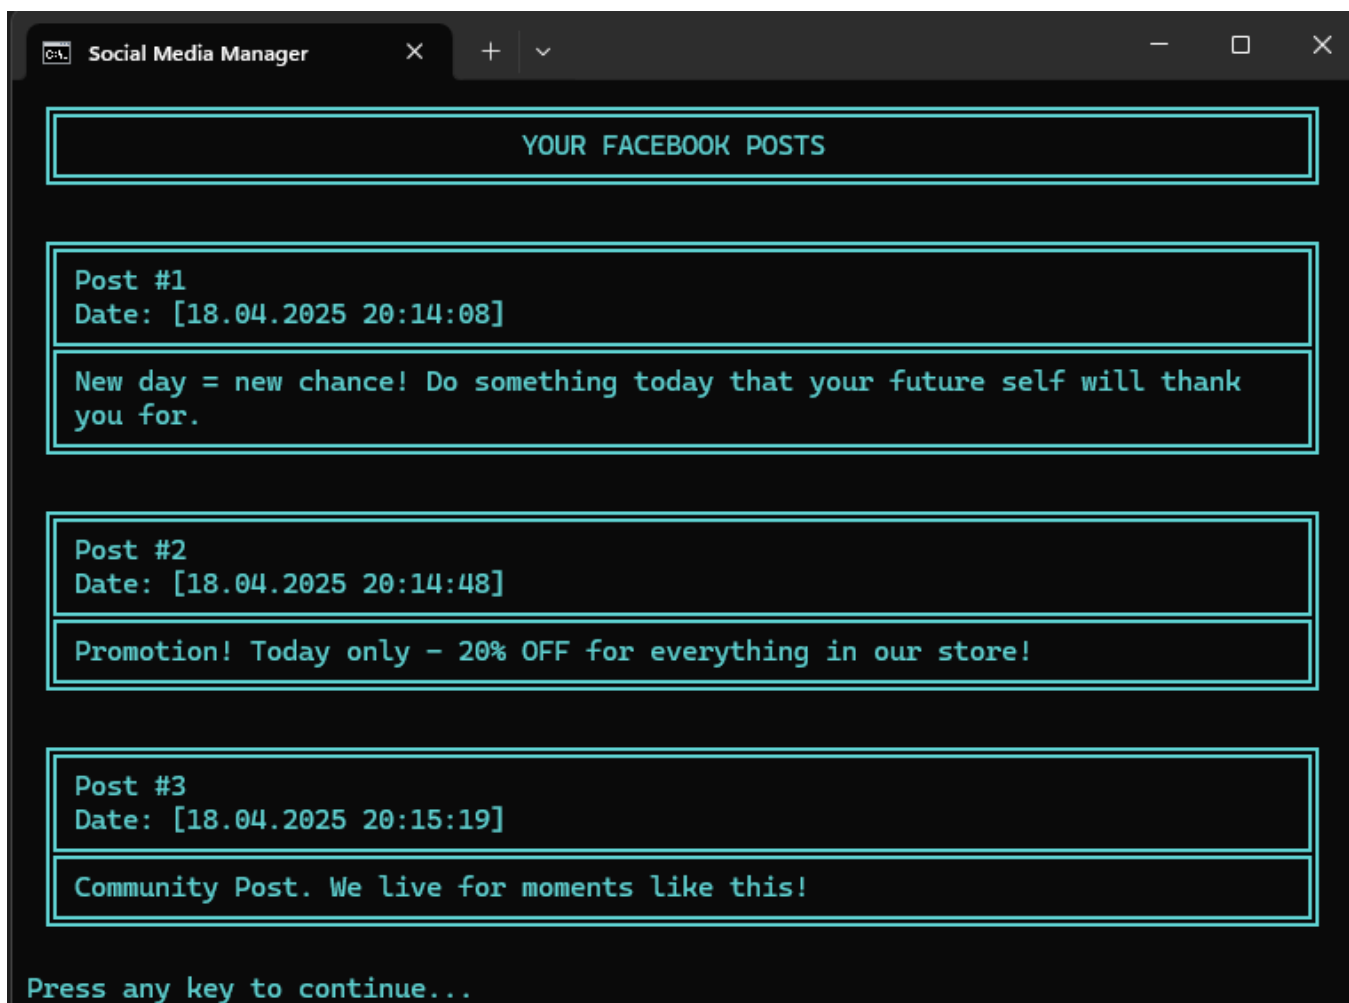 Social Media Manager
YOUR FACEBOOK POSTS
Post #1
Date: [18.04.2025 20:14:08]
New day = new chance! Do something today that your future self will thank
you for.
Post #2
Date: [18.04.2025 20:14:48]
Promotion! Today only – 20% OFF for everything in our store!
Post #3
Date: [18.04.2025 20:15:19]
Community Post. We live for moments like this!
Press any key to continue...